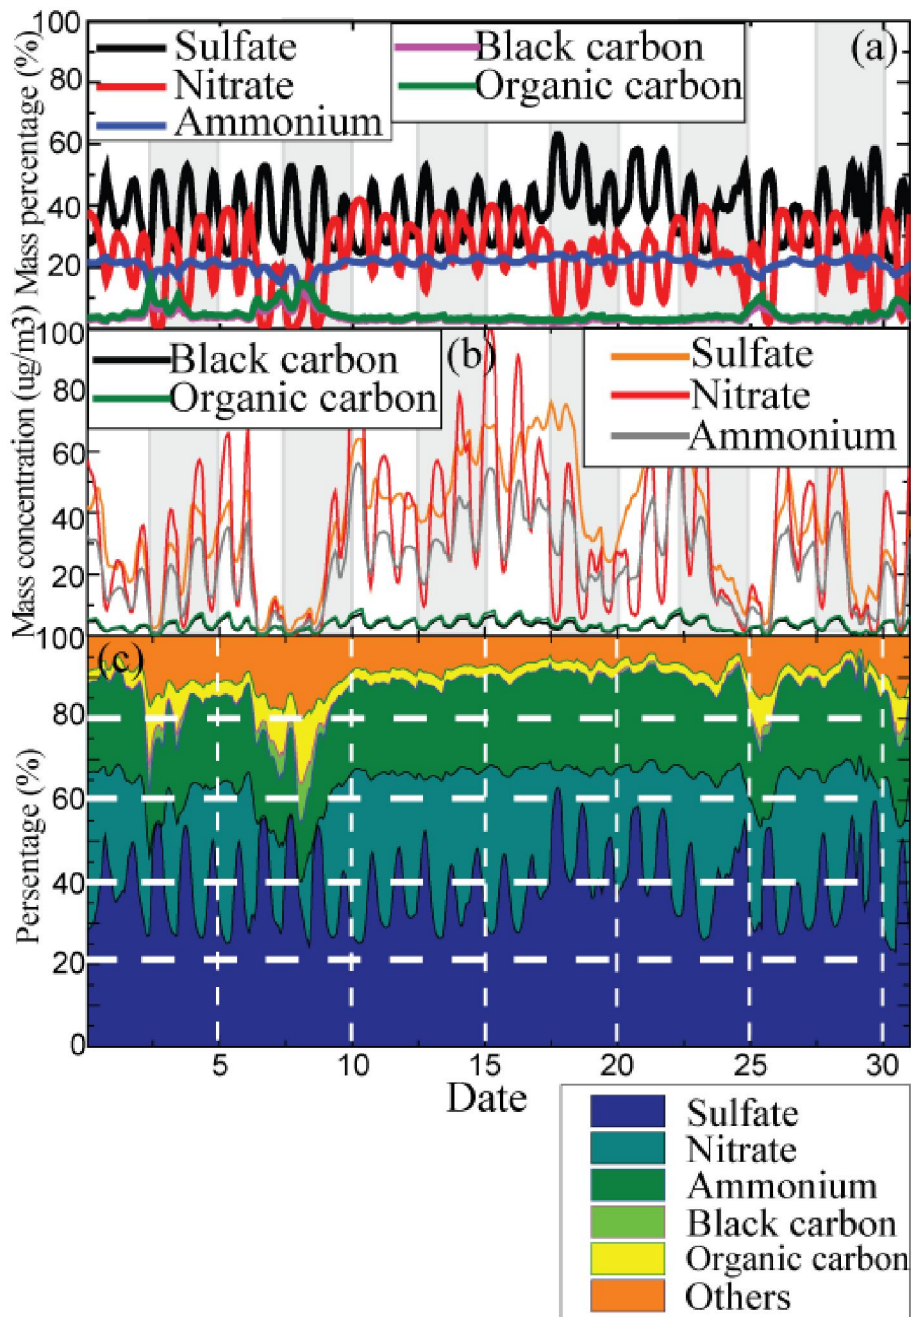 100
80
60
40
20
Mass percentage (%)
Sulfate
Nitrate
Ammonium
Black carbon
Organic carbon
(a)
100
80
60
40
20
Mass concentration (ug/m3)
Black carbon
Organic carbon
(b)
Sulfate
Nitrate
Ammonium
100
80
60
40
20
0
Persentage (%)
(c)
5 10 15 20 25 30
Date
Sulfate
Nitrate
Ammonium
Black carbon
Organic carbon
Others